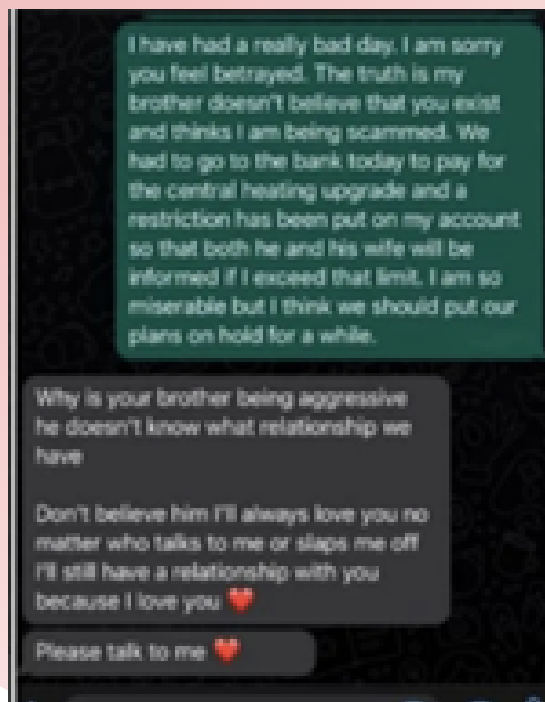 I have had a really bad day. I am sorry
you feel betrayed. The truth is my
brother doesn't believe that you exist
and thinks I am being scammed. We
had to go to the bank today to pay for
the central heating upgrade and a
restriction has been put on my account
so that both he and his wife will be
informed if I exceed that limit. I am so
miserable but I think we should put our
plans on hold for a while.
Why is your brother being aggressive
he doesn't know what relationship we
have
Don't believe him I'll always love you no
matter who talks to me or slaps me off
I'll still have a relationship with you
because I love you ❤️
Please talk to me ❤️